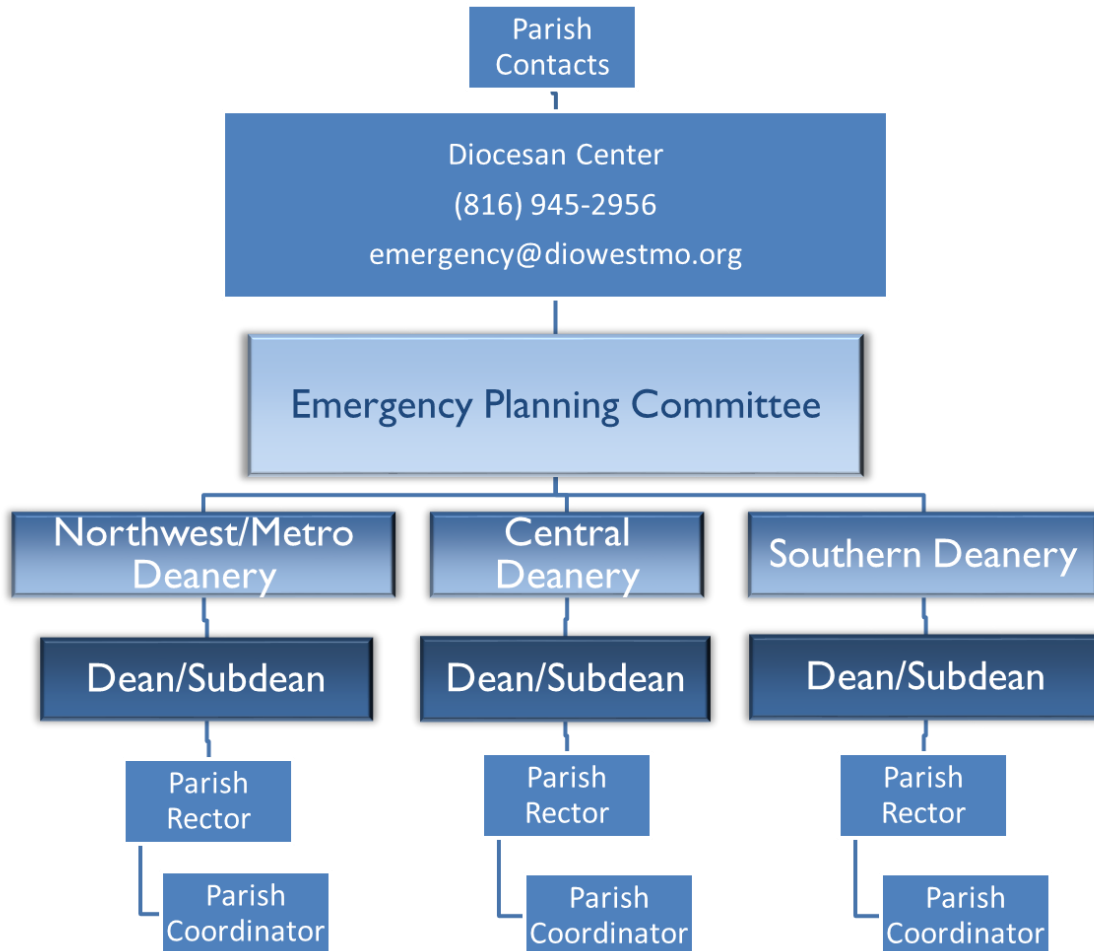 Parish
Contacts
Diocesan Center
(816) 945-2956
emergency@diowestmo.org
Emergency Planning Committee
Northwest/Metro
Deanery
Central
Deanery
Southern Deanery
Dean/Subdean
Dean/Subdean
Dean/Subdean
Parish
Rector
Parish
Rector
Parish
Rector
Parish
Coordinator
Parish
Coordinator
Parish
Coordinator